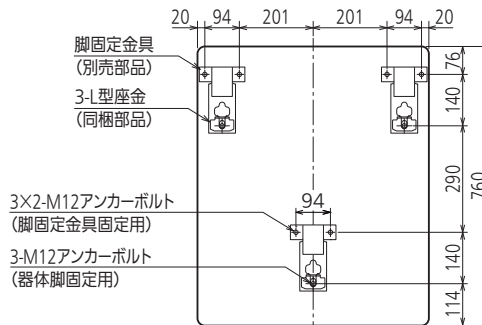 20 94 201 201 94 20
脚固定金具
(別売部品)
3-L型座金
(同梱部品)
76
140
290
760
3×2-M12アンカーボルト
(脚固定金具固定用)
94
3-M12アンカーボルト
(器体脚固定用)
140
114